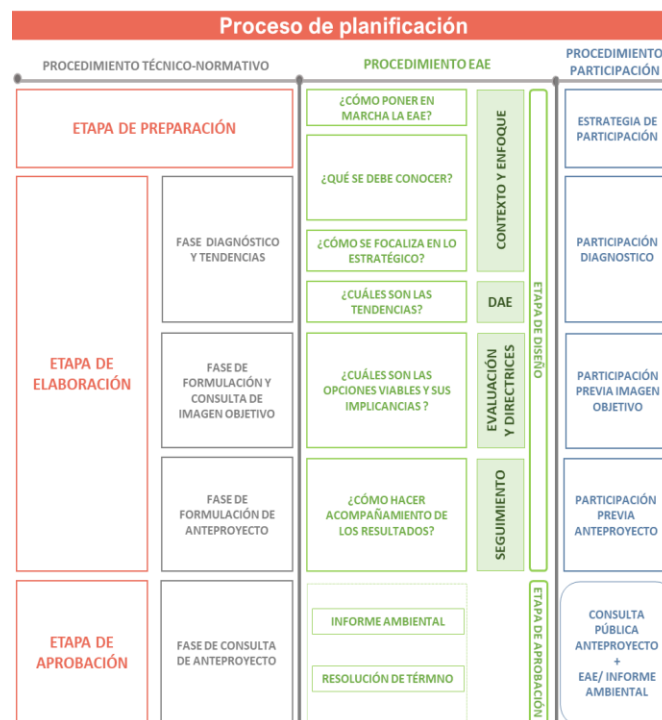 Proceso de planificación
PROCEDIMIENTO TÉCNICO-NORMATIVO
PROCEDIMIENTO EAE
PROCEDIMIENTO
PARTICIPACIÓN
ETAPA DE PREPARACIÓN
¿CÓMO PONER EN
MARCHA LA EAE?
¿QUÉ SE DEBE CONOCER?
CONTEXTO Y ENFOQUE
ESTRATEGIA DE
PARTICIPACIÓN
ETAPA DE
ELABORACIÓN
FASE DIAGNÓSTICO
Y TENDENCIAS
¿CÓMO SE FOCALIZA EN LO
ESTRATÉGICO?
¿CUÁLES SON LAS
TENDENCIAS?
DAE
ETAPA DE DISEÑO
PARTICIPACIÓN
DIAGNOSTICO
FASE DE
FORMULACIÓN Y
CONSULTA DE
IMAGEN OBJETIVO
¿CUÁLES SON LAS
OPCIONES VIABLES Y SUS
IMPLICANCIAS ?
EVALUACIÓN
Y DIRECTRICES
PARTICIPACIÓN
PREVIA IMAGEN
OBJETIVO
FASE DE
FORMULACIÓN DE
ANTEPROYECTO
¿CÓMO HACER
ACOMPAÑAMIENTO DE
LOS RESULTADOS?
SEGUIMIENTO
PARTICIPACIÓN
PREVIA
ANTEPROYECTO
ETAPA DE
APROBACIÓN
FASE DE CONSULTA
DE ANTEPROYECTO
INFORME AMBIENTAL
RESOLUCIÓN DE TÉRMNO
ETAPA DE APROBACIÓN
CONSULTA
PÚBLICA
ANTEPROYECTO
+
EAE/ INFORME
AMBIENTAL